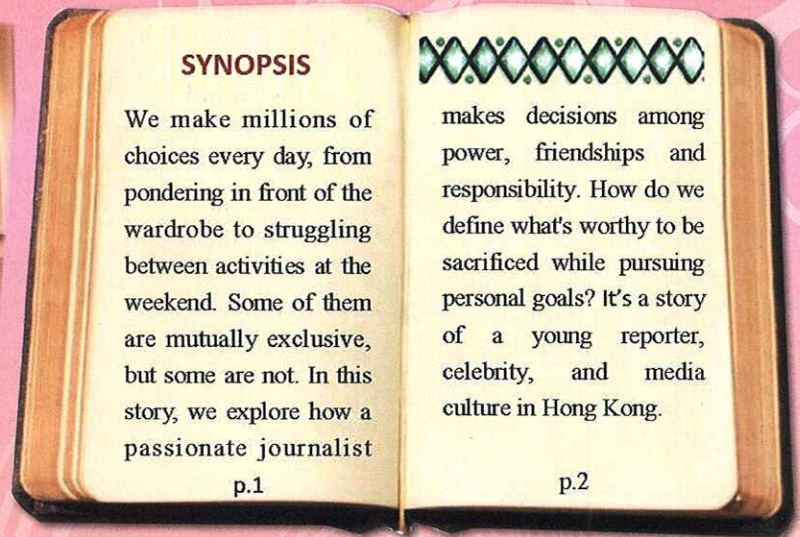 SYNOPSIS
We make millions of
choices every day, from
pondering in front of the
wardrobe to struggling
between activities at the
weekend. Some of them
are mutually exclusive,
but some are not. In this
story, we explore how a
passionate journalist
p.1
makes decisions among
power, friendships and
responsibility. How do we
define what's worthy to be
sacrificed while pursuing
personal goals? It's a story
of a young reporter,
celebrity, and media
culture in Hong Kong.
p.2